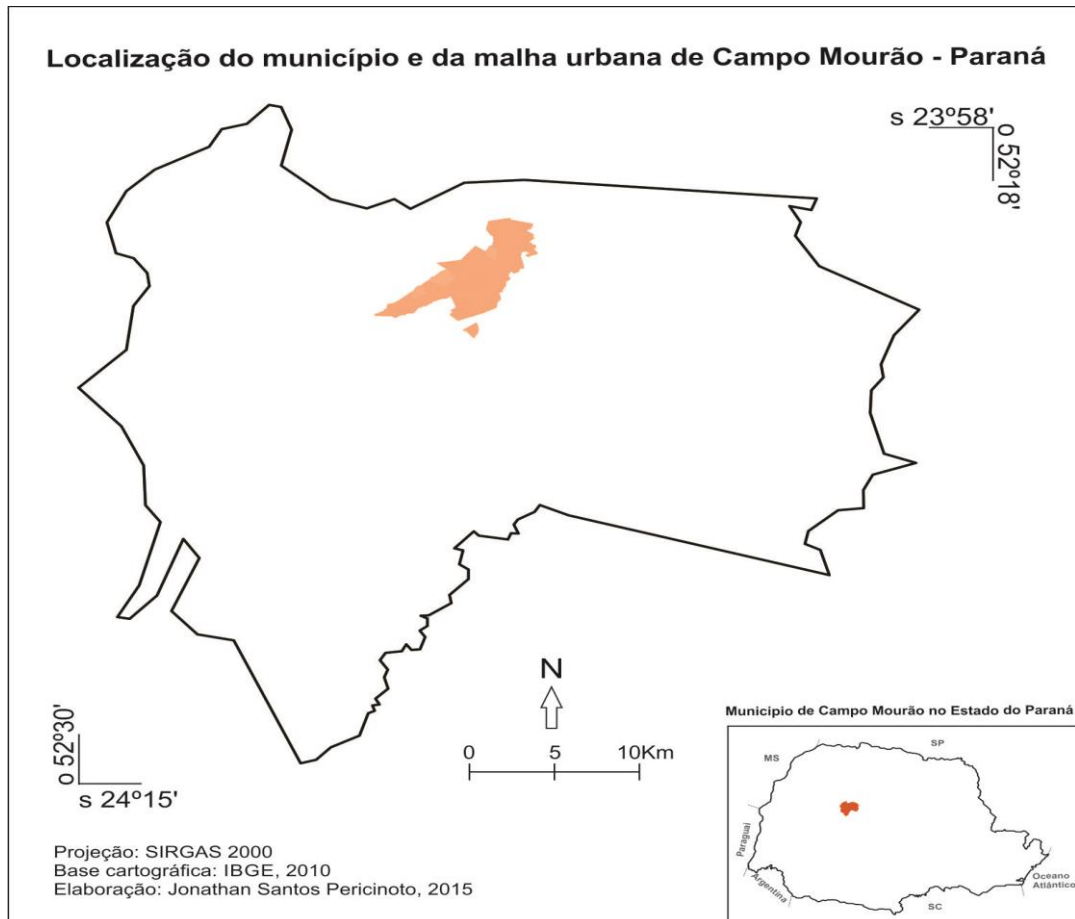 Localização do município e da malha urbana de Campo Mourão - Paraná
s 23º58'
o 52º18'
o 52º30'
s 24º15'
N
0 5 10Km
Projeção: SIRGAS 2000
Base cartográfica: IBGE, 2010
Elaboração: Jonathan Santos Pericinoto, 2015
Municipio de Campo Mourão no Estado do Paraná
MS
SP
Paraguai
Argentina
SC
Oceano
Atlântico